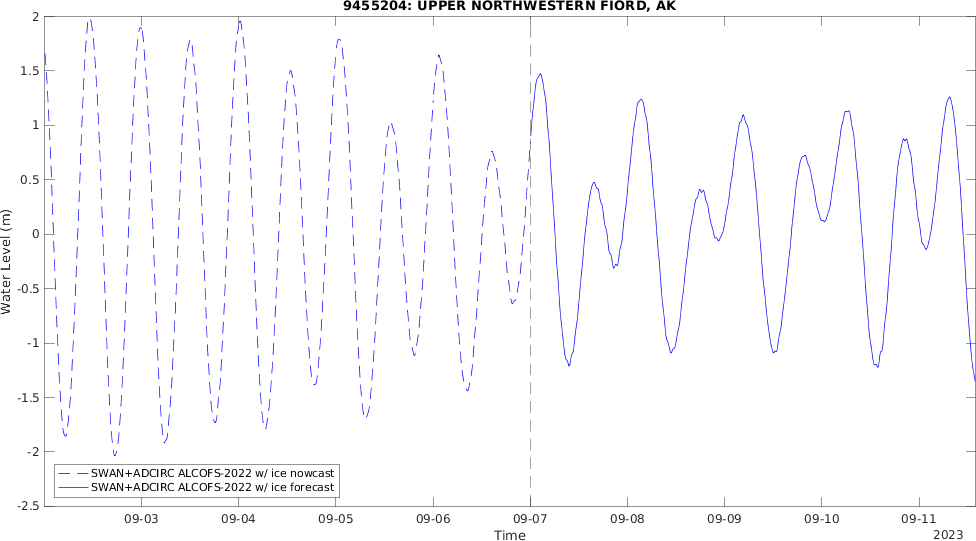 9455204: UPPER NORTHWESTERN FIORD, AK
Water Level (m)
2
1.5
1
0.5
0
-0.5
-1
-1.5
-2
-2.5
SWAN+ADCIRC ALCOFS-2022 w/ ice nowcast
SWAN+ADCIRC ALCOFS-2022 w/ ice forecast
09-03 09-04 09-05 09-06 09-07 09-08 09-09 09-10 09-11
Time
2023